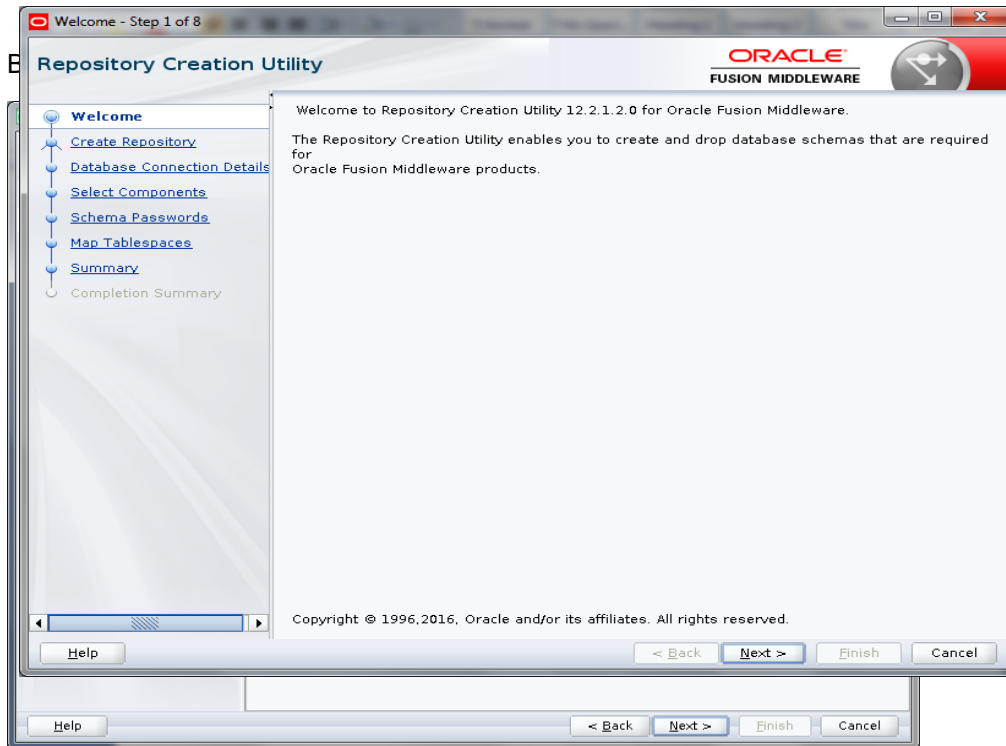 Welcome - Step 1 of 8
Repository Creation Utility
ORACLE
FUSION MIDDLEWARE
Welcome
Create Repository
Database Connection Details
Select Components
Schema Passwords
Map Tablespaces
Summary
Completion Summary
Welcome to Repository Creation Utility 12.2.1.2.0 for Oracle Fusion Middleware.
The Repository Creation Utility enables you to create and drop database schemas that are required
for
Oracle Fusion Middleware products.
Copyright © 1996,2016, Oracle and/or its affiliates. All rights reserved.
Help
< Back
Next >
Finish
Cancel
Help
< Back
Next >
Finish
Cancel